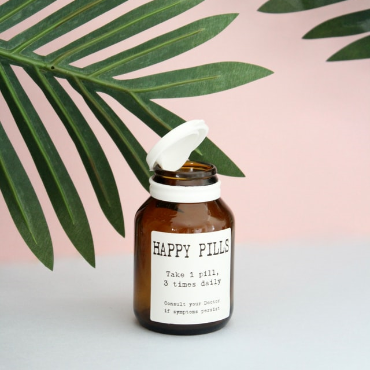 HAPPY PILLS
Take 1 pill,
3 times daily
Consult your Doctor
if symptoms persist